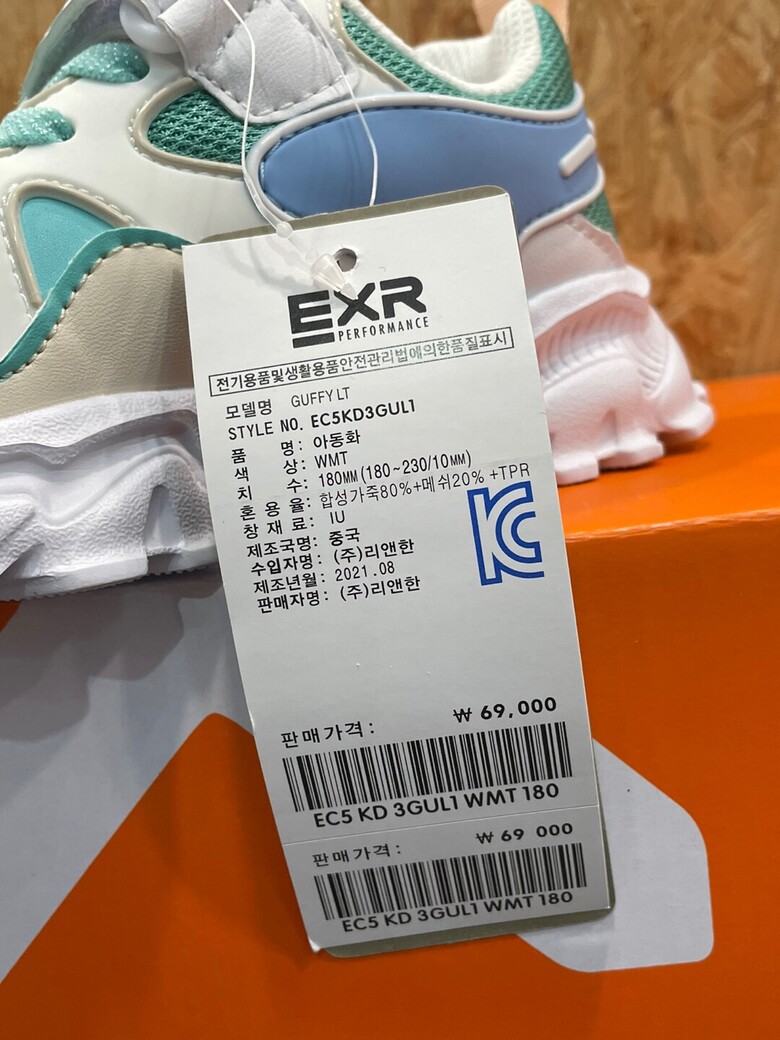 EXR
PERFORMANCE
전기용품및생활용품안전관리법에의한품질표시
모델명 GUFFY LT
STYLE NO. EC5KD3GUL1
품 명: 아동화
색 상: WMT
치 수: 180MM (180~230/10MM)
혼 용 율: 합성가죽80%+메쉬20% +TPR
창 재 료: IU
제조국명: 중국
수입자명: (주)리앤한
제조년월: 2021.08
판매자명: (주)리앤한
KC
판매가격: ₩ 69,000
EC5 KD 3GUL1 WMT 180
판매가격: ₩ 69 000
EC5 KD 3GUL1 WMT 180